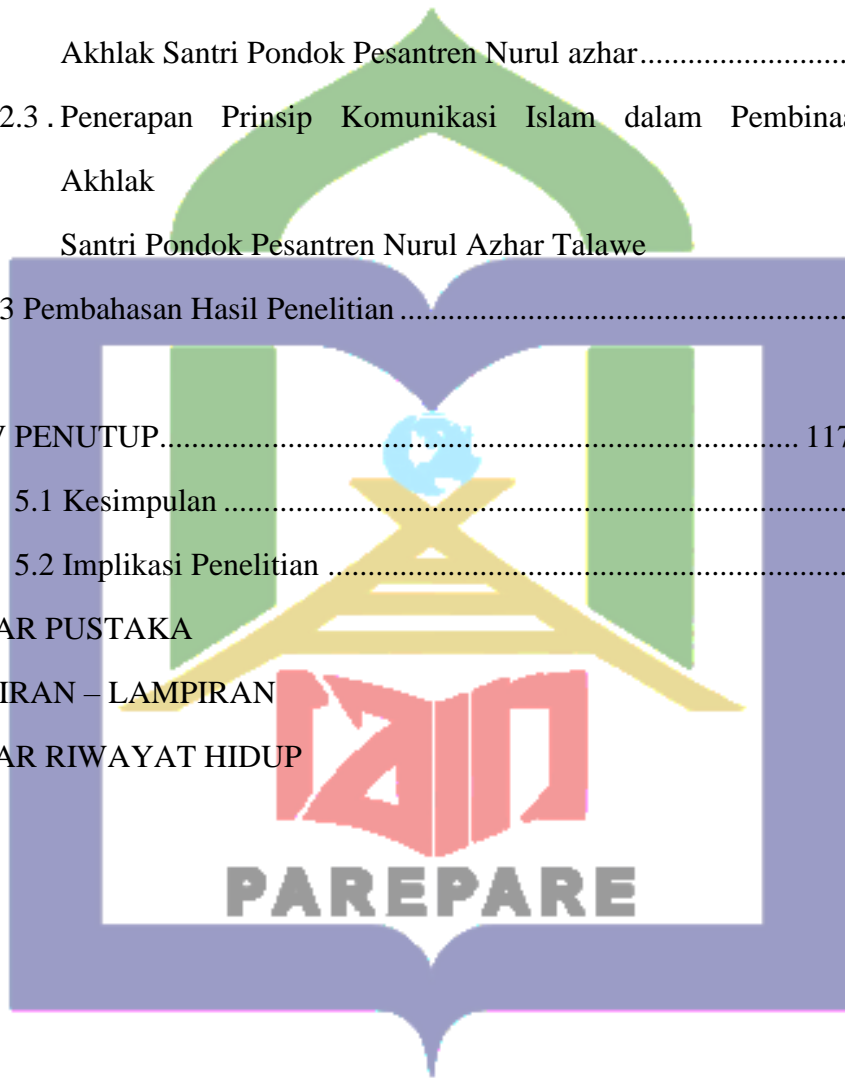 Akhlak Santri Pondok Pesantren Nurul azhar........................
2.3 . Penerapan Prinsip Komunikasi Islam dalam Pembinaa
Akhlak
Santri Pondok Pesantren Nurul Azhar Talawe
3 Pembahasan Hasil Penelitian ..........................................................
PENUTUP.................................................................................. 117
5.1 Kesimpulan ................................................................................
5.2 Implikasi Penelitian ..................................................................
AR PUSTAKA
IRAN – LAMPIRAN
AR RIWAYAT HIDUP
iain
PAREPARE